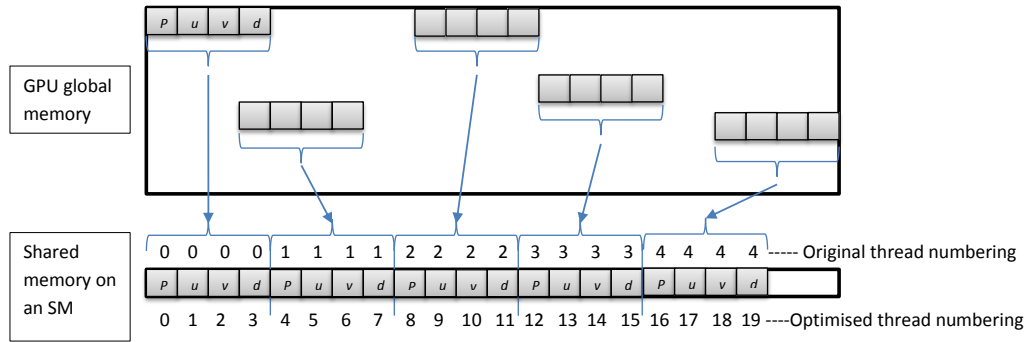 P u v d
GPU global
memory
Shared
memory on
an SM
0 0 0 0 1 1 1 1 2 2 2 2 3 3 3 3 4 4 4 4 ----- Original thread numbering
P u v d P u v d P u v d P u v d P u v d
0 1 2 3 4 5 6 7 8 9 10 11 12 13 14 15 16 17 18 19 ----Optimised thread numbering